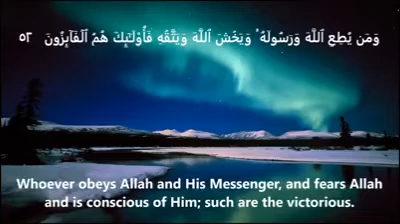 وَمَن يُطِعِ ٱللَّهَ وَرَسُولَهُۥ وَيَخْشَ ٱللَّهَ وَيَتَّقْهِ فَأُو۟لَـٰٓئِكَ هُمُ ٱلْفَآئِزُونَ ٥٢
Whoever obeys Allah and His Messenger, and fears Allah
and is conscious of Him; such are the victorious.